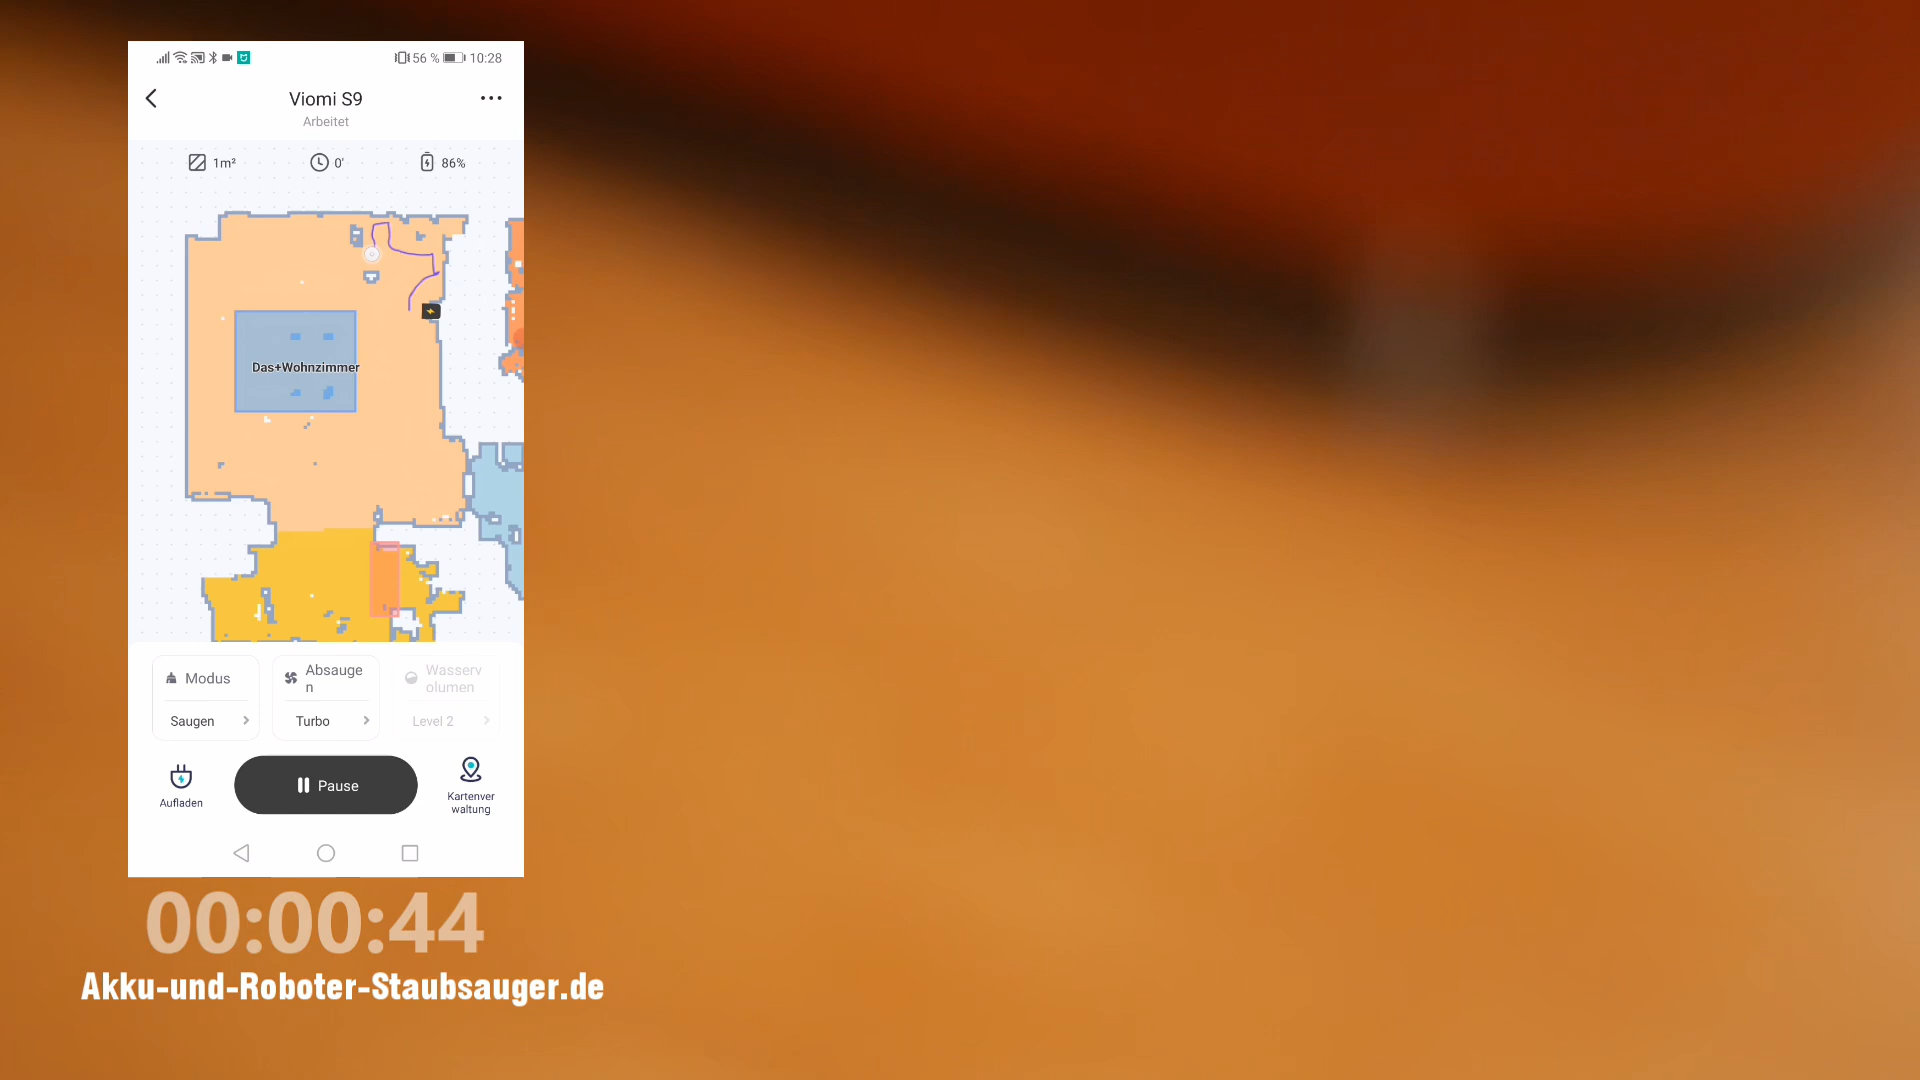 56 % 10:28
Viomi S9
Arbeitet
1m² 0' 86%
Das+Wohnzimmer
Modus
Absauge
n
Wasserv
olumen
Saugen
Turbo
Level 2
Aufladen
Pause
Kartenver
waltung
00:00:44
Akku-und-Roboter-Staubsauger.de